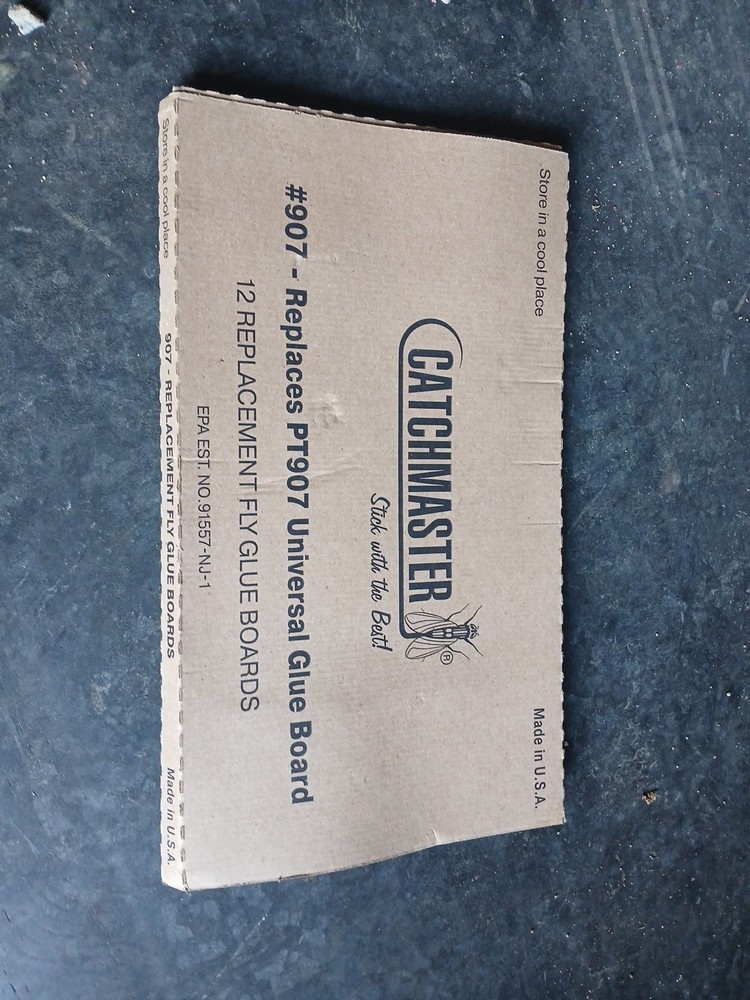 Store in a cool place
Made in U.S.A.
CATCHMASTER®
Stick with the Best!
#907 - Replaces PT907 Universal Glue Board
12 REPLACEMENT FLY GLUE BOARDS
EPA EST. NO.91557-NJ-1
Store in a cool place
907 - REPLACEMENT FLY GLUE BOARDS
Made in U.S.A.